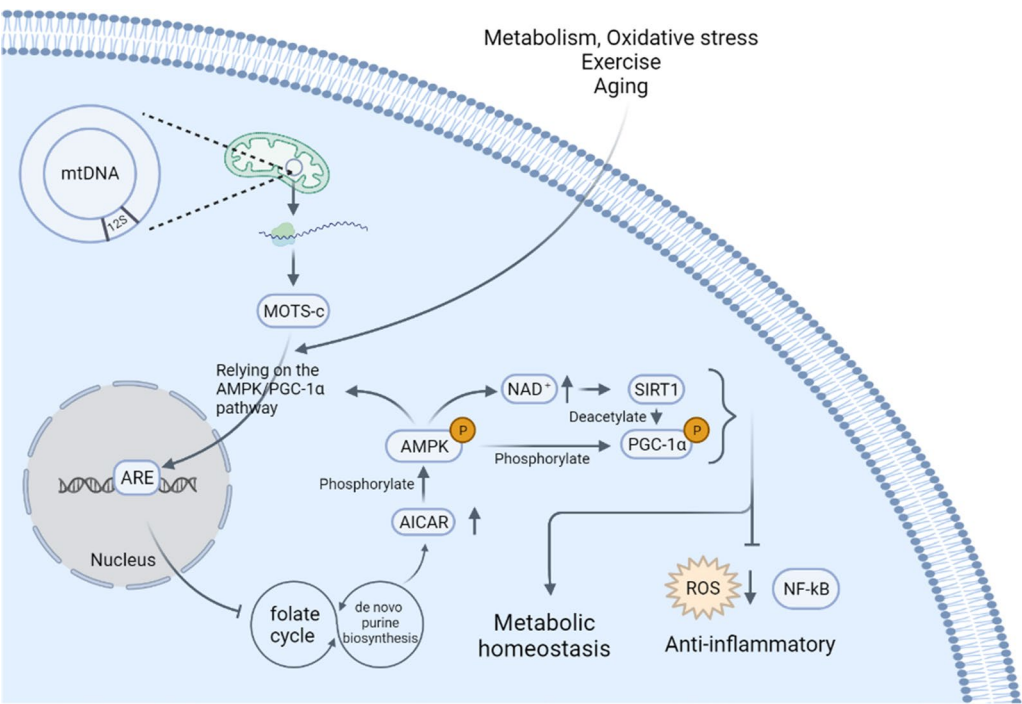 Metabolism, Oxidative stress
Exercise
Aging
mtDNA
12S
MOTS-c
Relying on the
AMPK/PGC-1α
pathway
NAD⁺
SIRT1
Deacetylate
P
AMPK
P
PGC-1α
Phosphorylate
Phosphorylate
ARE
AICAR
Nucleus
folate
cycle
de novo
purine
biosynthesis
ROS
NF-kB
Metabolic
homeostasis
Anti-inflammatory